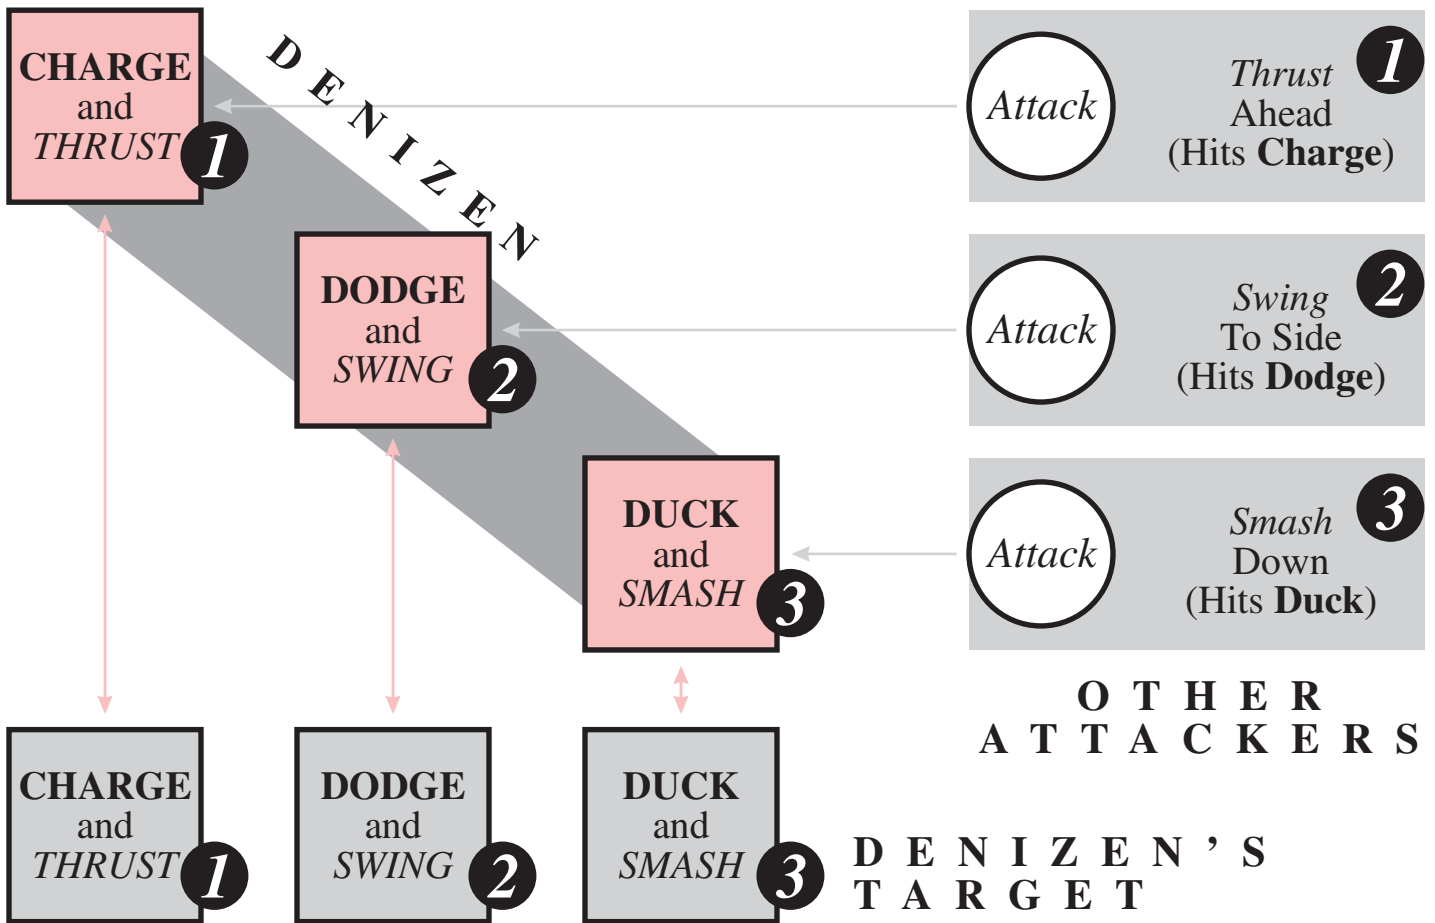 CHARGE
and
THRUST
1
DENIZEN
Attack
Thrust
Ahead
(Hits Charge)
1
DODGE
and
SWING
2
Attack
Swing
To Side
(Hits Dodge)
2
DUCK
and
SMASH
3
Attack
Smash
Down
(Hits Duck)
3
OTHER
ATTACKERS
CHARGE
and
THRUST
1
DODGE
and
SWING
2
DUCK
and
SMASH
3
DENIZEN'S
TARGET